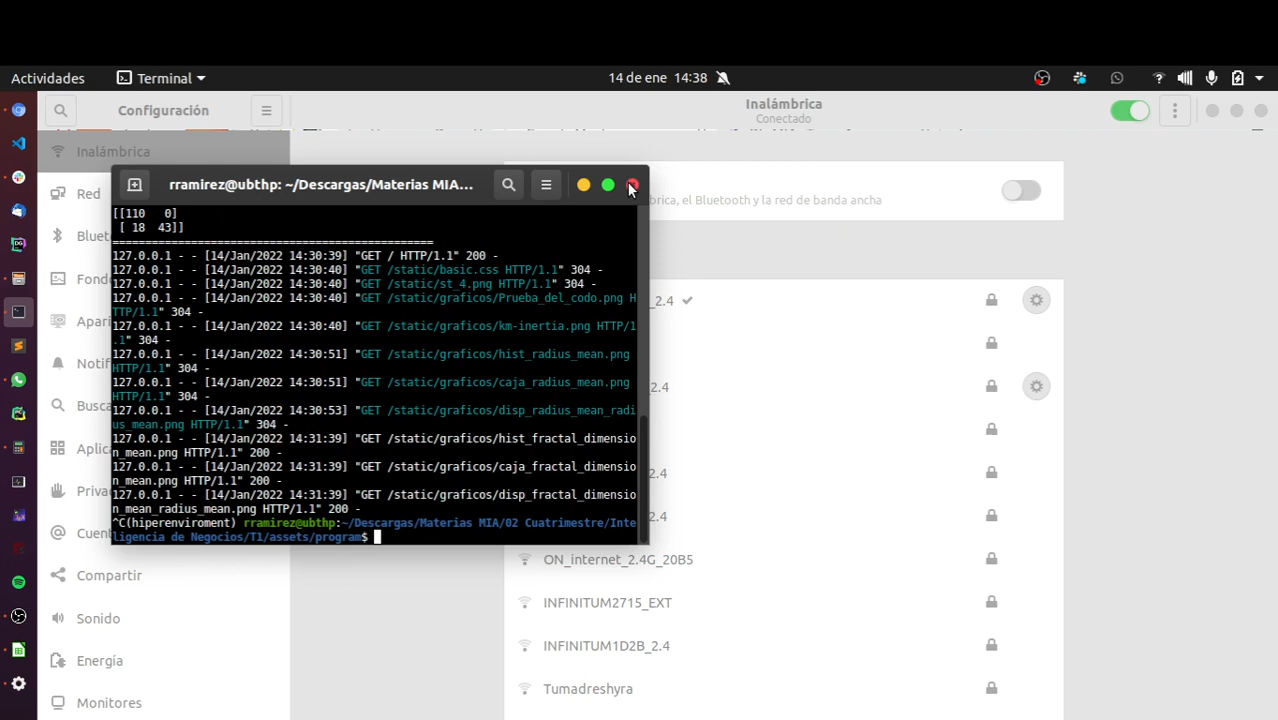 Actividades Terminal 14 de ene 14:38
Configuración Inalámbrica
Conectado
Inalámbrica
Red
rramirez@ubthp: ~/Descargas/Materias MIA...
brica, el Bluetooth y la red de banda ancha
[[110   0]
 [ 18  43]]
=================================================
127.0.0.1 - - [14/Jan/2022 14:30:39] "GET / HTTP/1.1" 200 -
127.0.0.1 - - [14/Jan/2022 14:30:40] "GET /static/basic.css HTTP/1.1" 304 -
127.0.0.1 - - [14/Jan/2022 14:30:40] "GET /static/st_4.png HTTP/1.1" 304 -
127.0.0.1 - - [14/Jan/2022 14:30:40] "GET /static/graficos/Prueba_del_codo.png H
TTP/1.1" 304 -
127.0.0.1 - - [14/Jan/2022 14:30:40] "GET /static/graficos/km-inertia.png HTTP/1
.1" 304 -
127.0.0.1 - - [14/Jan/2022 14:30:51] "GET /static/graficos/hist_radius_mean.png
HTTP/1.1" 304 -
127.0.0.1 - - [14/Jan/2022 14:30:51] "GET /static/graficos/caja_radius_mean.png
HTTP/1.1" 304 -
127.0.0.1 - - [14/Jan/2022 14:30:53] "GET /static/graficos/disp_radius_mean_radi
us_mean.png HTTP/1.1" 304 -
127.0.0.1 - - [14/Jan/2022 14:31:39] "GET /static/graficos/hist_fractal_dimensio
n_mean.png HTTP/1.1" 200 -
127.0.0.1 - - [14/Jan/2022 14:31:39] "GET /static/graficos/caja_fractal_dimensio
n_mean.png HTTP/1.1" 200 -
127.0.0.1 - - [14/Jan/2022 14:31:39] "GET /static/graficos/disp_fractal_dimensio
n_mean_radius_mean.png HTTP/1.1" 200 -
^C(hiperenviroment) rramirez@ubthp:~/Descargas/Materias MIA/02 Cuatrimestre/Inte
ligencia de Negocios/T1/assets/program$
Bluet
Fond
Apari
Notif
Busca
Aplic
Priva
Cuent
Compartir
Sonido
Energía
Monitores
_2.4
2.4
2.4
2.4
ON_internet_2.4G_20B5
INFINITUM2715_EXT
INFINITUM1D2B_2.4
Tumadreshyra